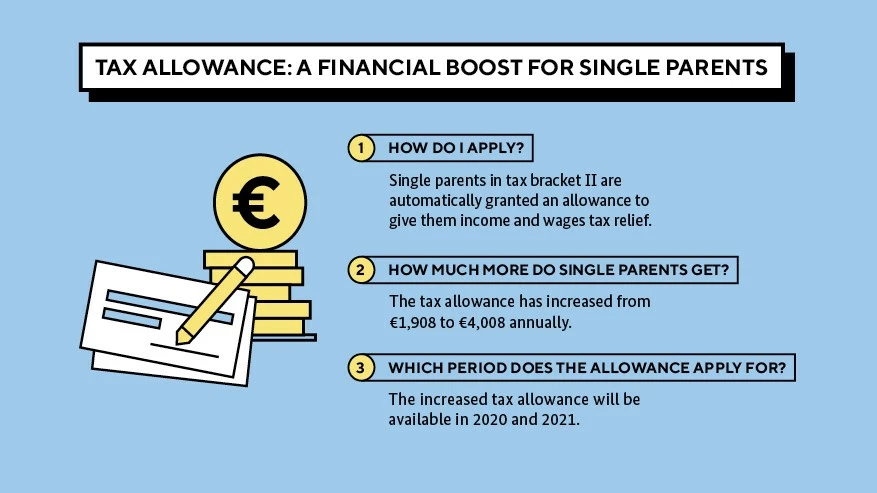 TAX ALLOWANCE: A FINANCIAL BOOST FOR SINGLE PARENTS
1 HOW DO I APPLY?
Single parents in tax bracket II are
automatically granted an allowance to
give them income and wages tax relief.
2 HOW MUCH MORE DO SINGLE PARENTS GET?
The tax allowance has increased from
€1,908 to €4,008 annually.
3 WHICH PERIOD DOES THE ALLOWANCE APPLY FOR?
The increased tax allowance will be
available in 2020 and 2021.
€